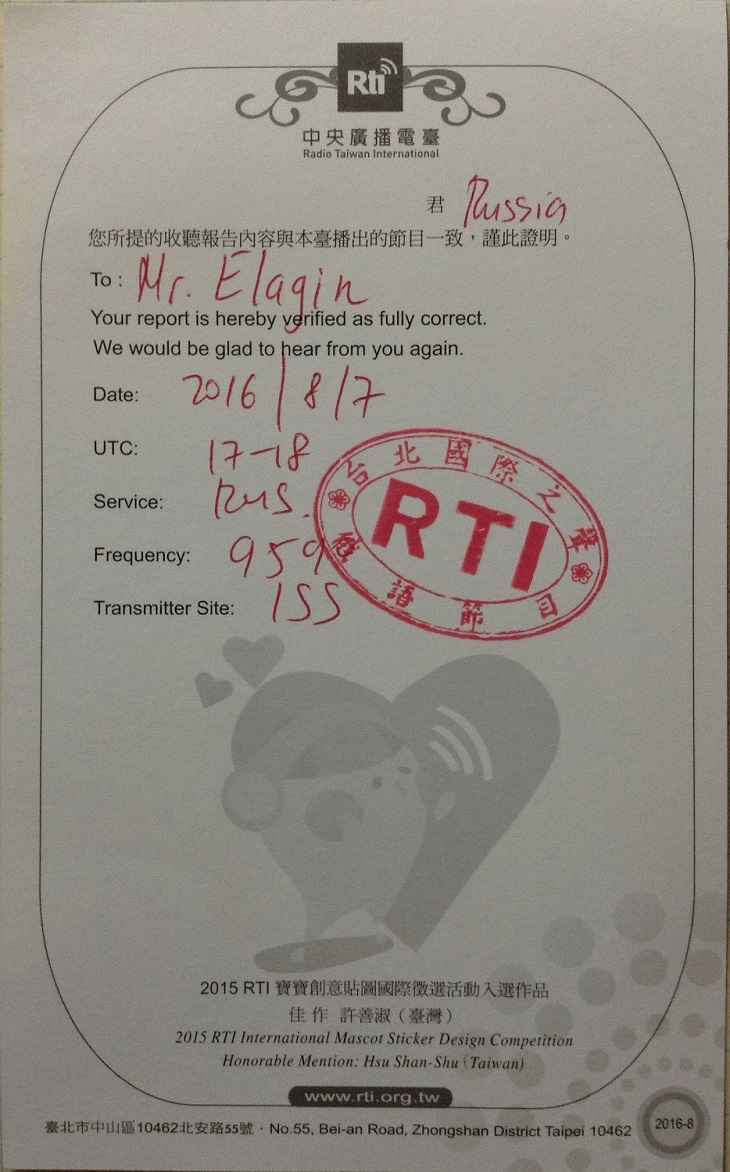 Rti
中央廣播電臺
Radio Taiwan International
君 Russia
您所提的收聽報告內容與本臺播出的節目一致，謹此證明。
To : Mr. Elagin
Your report is hereby verified as fully correct.
We would be glad to hear from you again.
Date: 2016/8/7
UTC: 17-18
Service: RUS.
Frequency: 959
Transmitter Site: ISS
台北國際之聲
RTI
俄語節目
2015 RTI 寶寶創意貼圖國際徵選活動入選作品
佳作 許善淑（臺灣）
2015 RTI International Mascot Sticker Design Competition
Honorable Mention: Hsu Shan-Shu (Taiwan)
www.rti.org.tw
臺北市中山區10462北安路55號・No.55, Bei-an Road, Zhongshan District Taipei 10462
2016-8